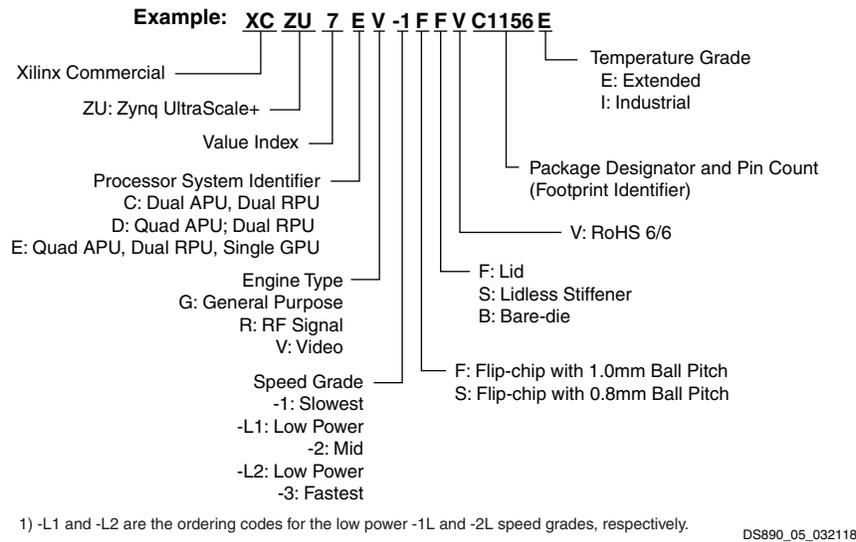 Example: XC ZU 7 E V -1 F F V C1156 E
Xilinx Commercial
ZU: Zynq UltraScale+
Value Index
Processor System Identifier
C: Dual APU, Dual RPU
D: Quad APU; Dual RPU
E: Quad APU, Dual RPU, Single GPU
Engine Type
G: General Purpose
R: RF Signal
V: Video
Speed Grade
-1: Slowest
-L1: Low Power
-2: Mid
-L2: Low Power
-3: Fastest
Temperature Grade
E: Extended
I: Industrial
Package Designator and Pin Count
(Footprint Identifier)
V: RoHS 6/6
F: Lid
S: Lidless Stiffener
B: Bare-die
F: Flip-chip with 1.0mm Ball Pitch
S: Flip-chip with 0.8mm Ball Pitch
1) -L1 and -L2 are the ordering codes for the low power -1L and -2L speed grades, respectively.
DS890_05_032118